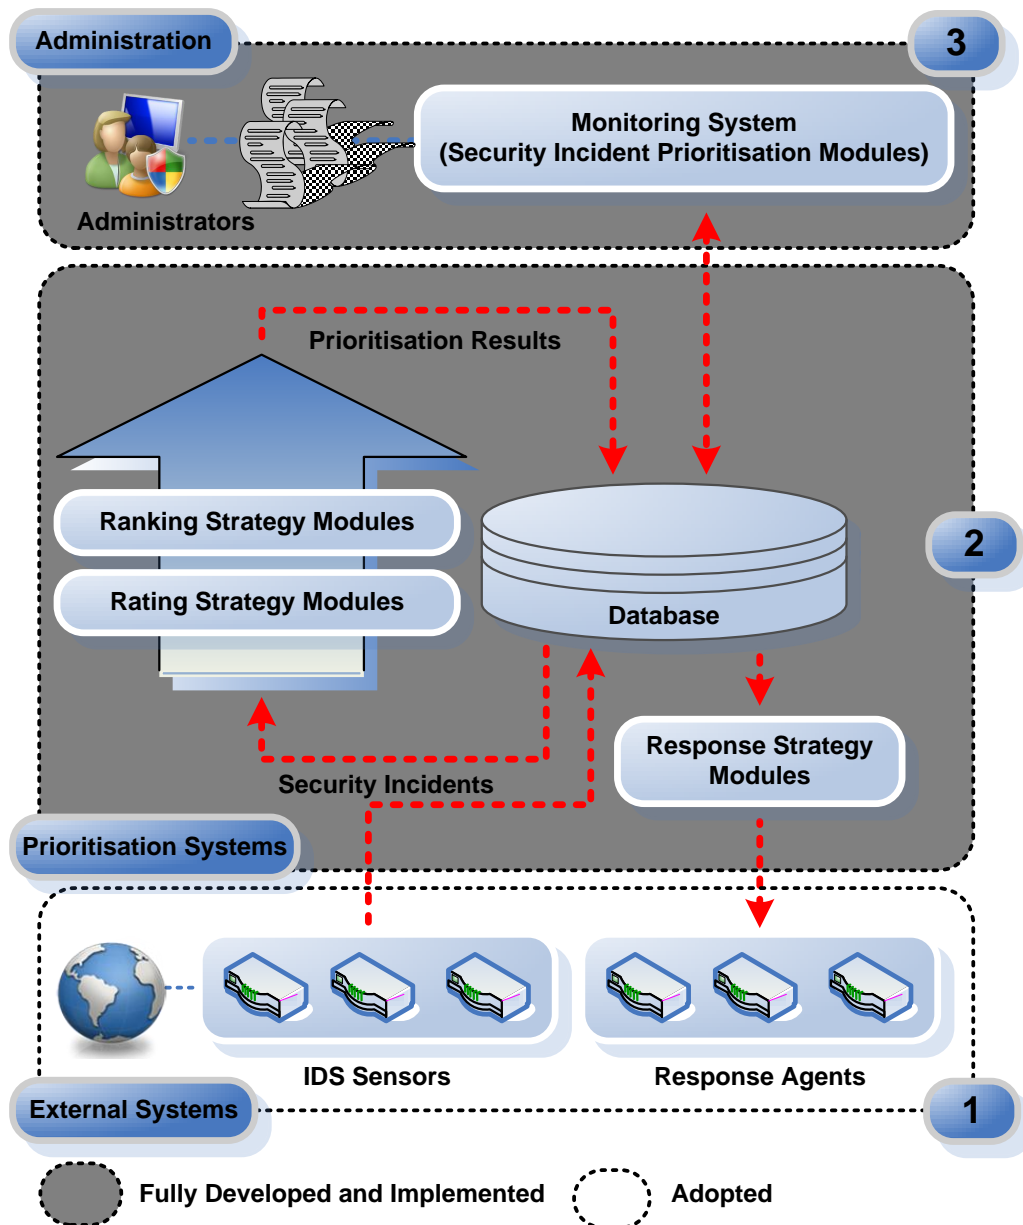 Administration
3
Monitoring System
(Security Incident Prioritisation Modules)
Administrators
Prioritisation Results
Ranking Strategy Modules
Rating Strategy Modules
2
Database
Response Strategy
Modules
Security Incidents
Prioritisation Systems
IDS Sensors
Response Agents
External Systems
1
Fully Developed and Implemented
Adopted